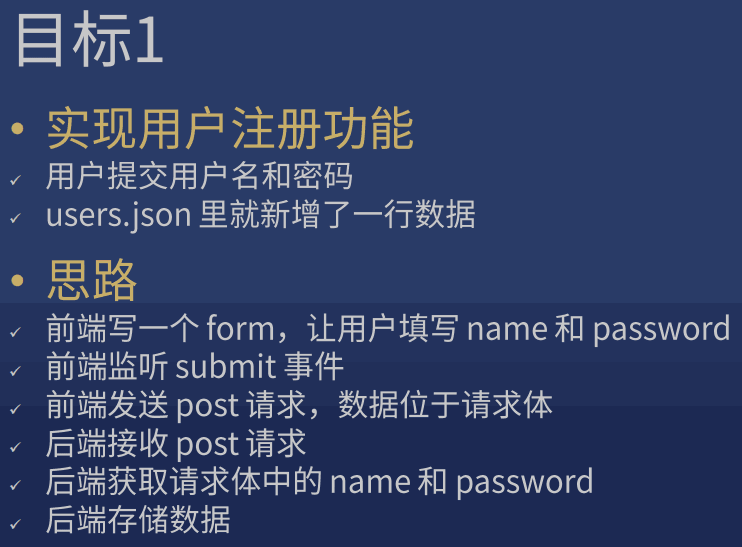 目标1
• 实现用户注册功能
✓ 用户提交用户名和密码
✓ users.json 里就新增了一行数据
• 思路
✓ 前端写一个 form，让用户填写 name 和 password
✓ 前端监听 submit 事件
✓ 前端发送 post 请求，数据位于请求体
✓ 后端接收 post 请求
✓ 后端获取请求体中的 name 和 password
✓ 后端存储数据